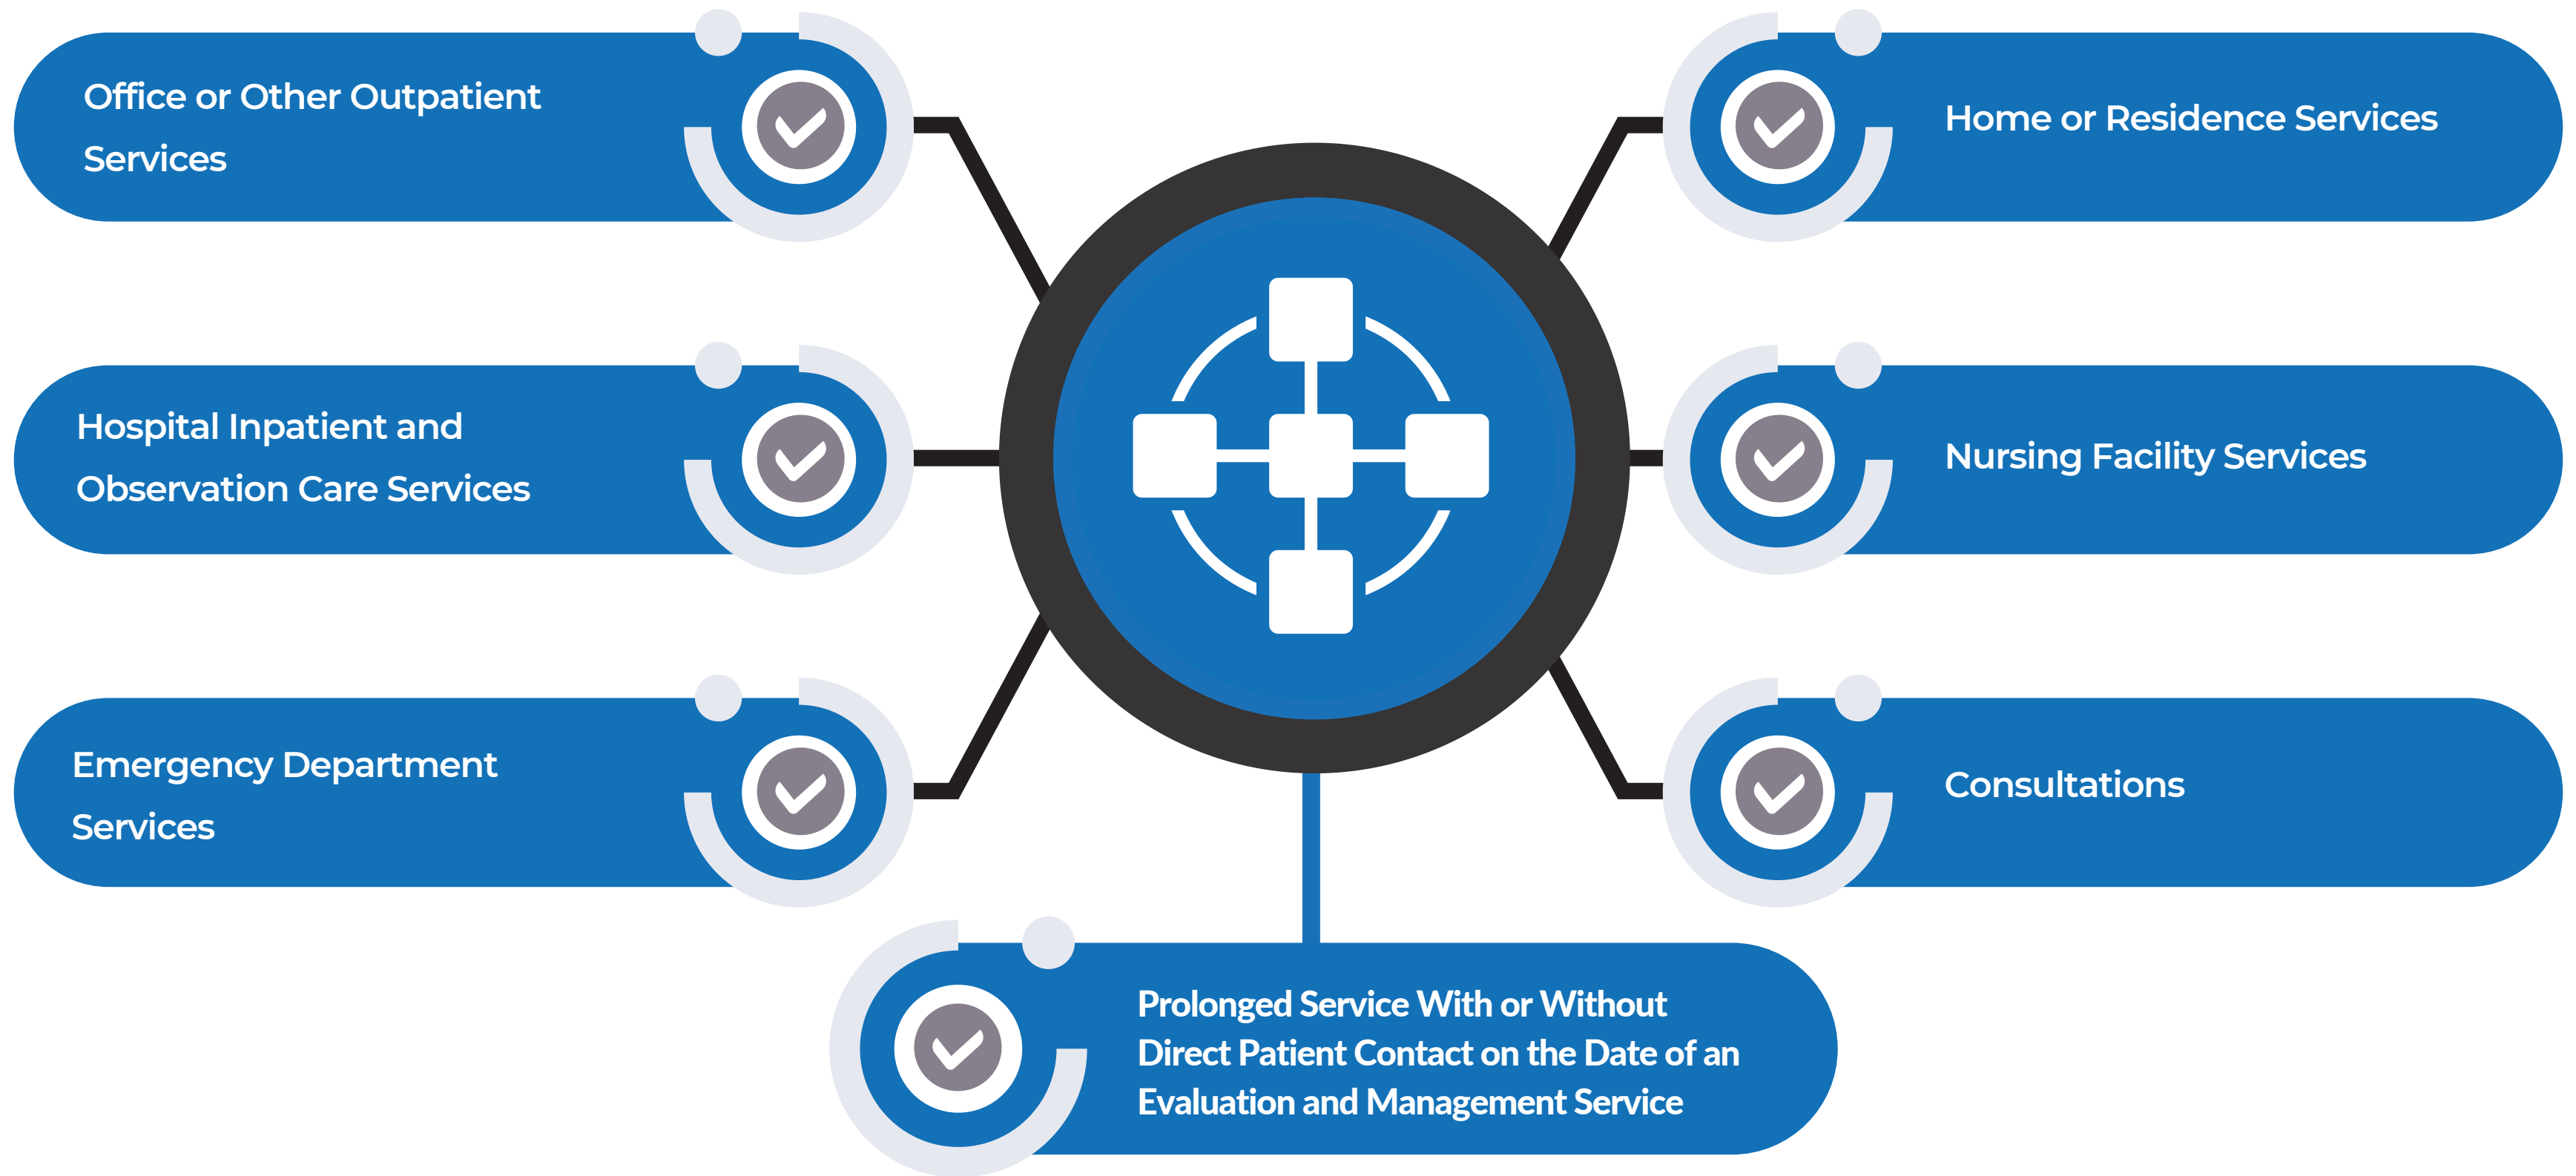 Office or Other Outpatient
Services
Hospital Inpatient and
Observation Care Services
Emergency Department
Services
Home or Residence Services
Nursing Facility Services
Consultations
Prolonged Service With or Without
Direct Patient Contact on the Date of an
Evaluation and Management Service